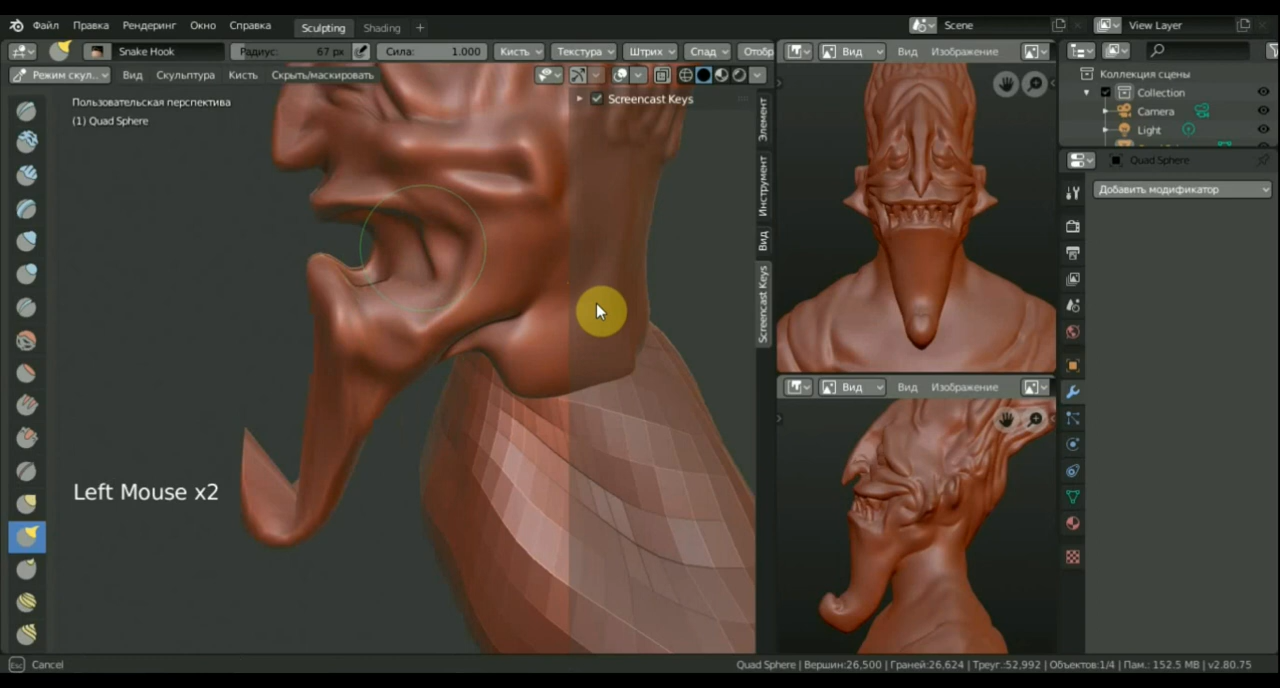 Файл Правка Рендеринг Окно Справка Sculpting Shading + Scene View Layer
Snake Hook Радиус: 67 px Сила: 1.000 Кисть Текстура Штрих Спад Отобр Вид Вид Изображение
Режим скул.. Вид Скульптура Кисть Скрыть/маскировать
Коллекция сцены
Collection
Camera
Light
Пользовательская перспектива
(1) Quad Sphere
Screencast Keys
Элемент
Инструмент
Вид
Screencast Keys
Quad Sphere
Добавить модификатор
Вид Вид Изображение
Left Mouse x2
Esc Cancel
Quad Sphere | Вершин:26,500 | Граней:26,624 | Треуг.:52,992 | Объектов:1/4 | Пам.: 152.5 MB | v2.80.75